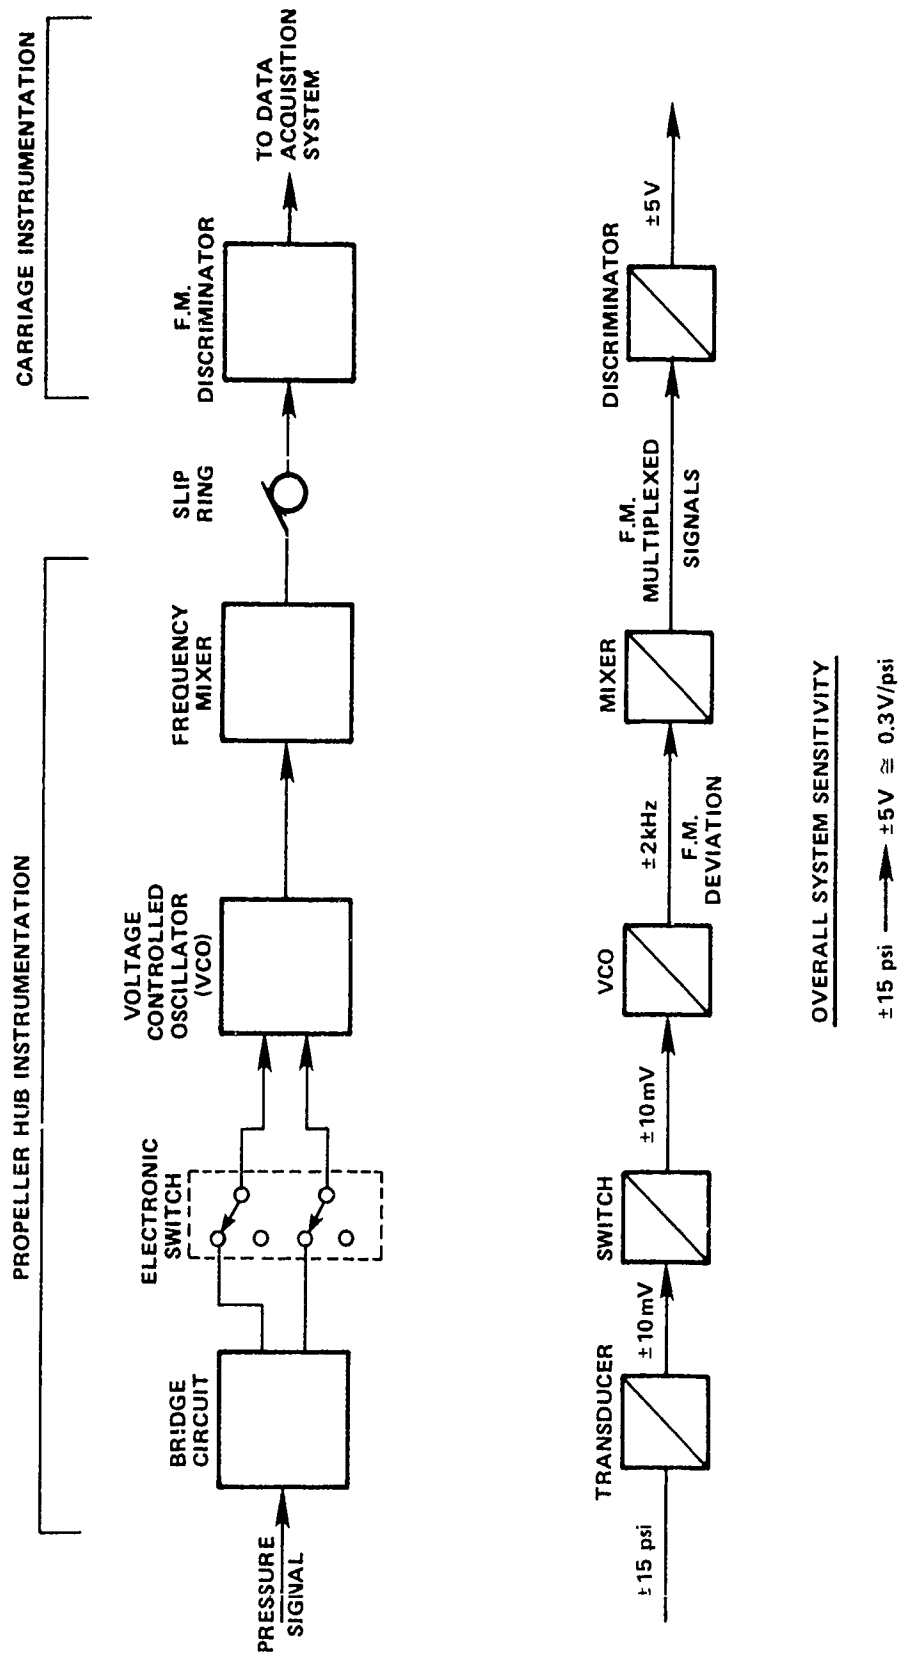 PROPELLER HUB INSTRUMENTATION
CARRIAGE INSTRUMENTATION
PRESSURE
SIGNAL
BRIDGE
CIRCUIT
ELECTRONIC
SWITCH
VOLTAGE
CONTROLLED
OSCILLATOR
(VCO)
FREQUENCY
MIXER
SLIP
RING
F.M.
DISCRIMINATOR
TO DATA
ACQUISITION
SYSTEM
±15 psi
TRANSDUCER
±10mV
SWITCH
±10mV
VCO
±2kHz
F.M.
DEVIATION
MIXER
F.M.
MULTIPLEXED
SIGNALS
DISCRIMINATOR
±5V
OVERALL SYSTEM SENSITIVITY
±15 psi ⟶ ±5V ≅ 0.3V/psi